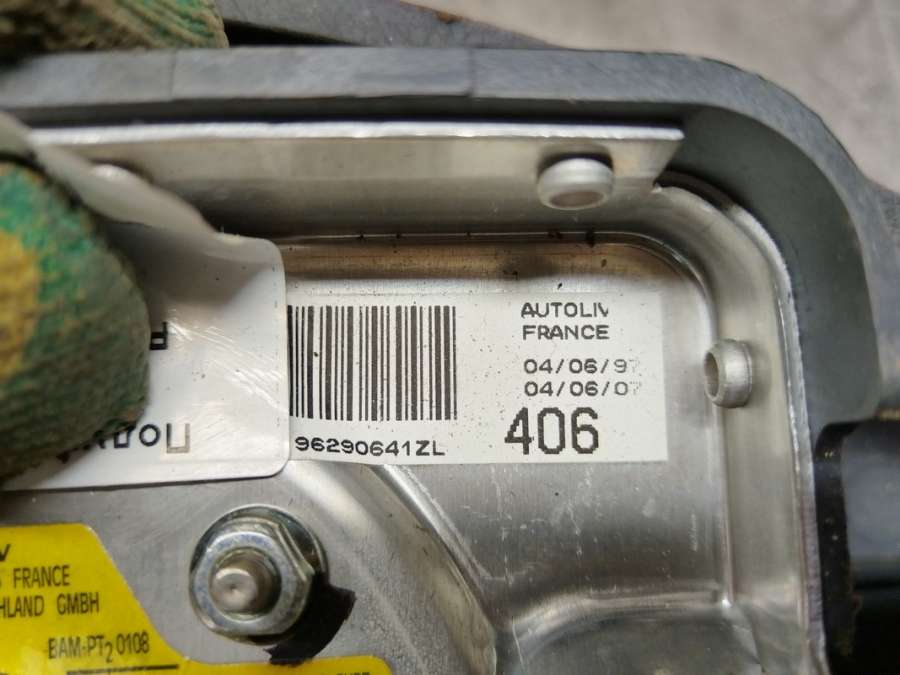 AUTOLIV
FRANCE
04/06/97
04/06/07
406
96290641ZL
FRANCE
HLAND GMBH
BAM-PT2 0108